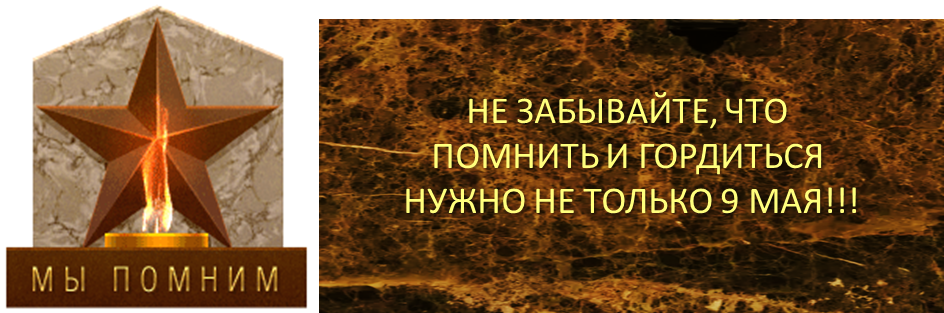 МЫ ПОМНИМ
НЕ ЗАБЫВАЙТЕ, ЧТО
ПОМНИТЬ И ГОРДИТЬСЯ
НУЖНО НЕ ТОЛЬКО 9 МАЯ!!!